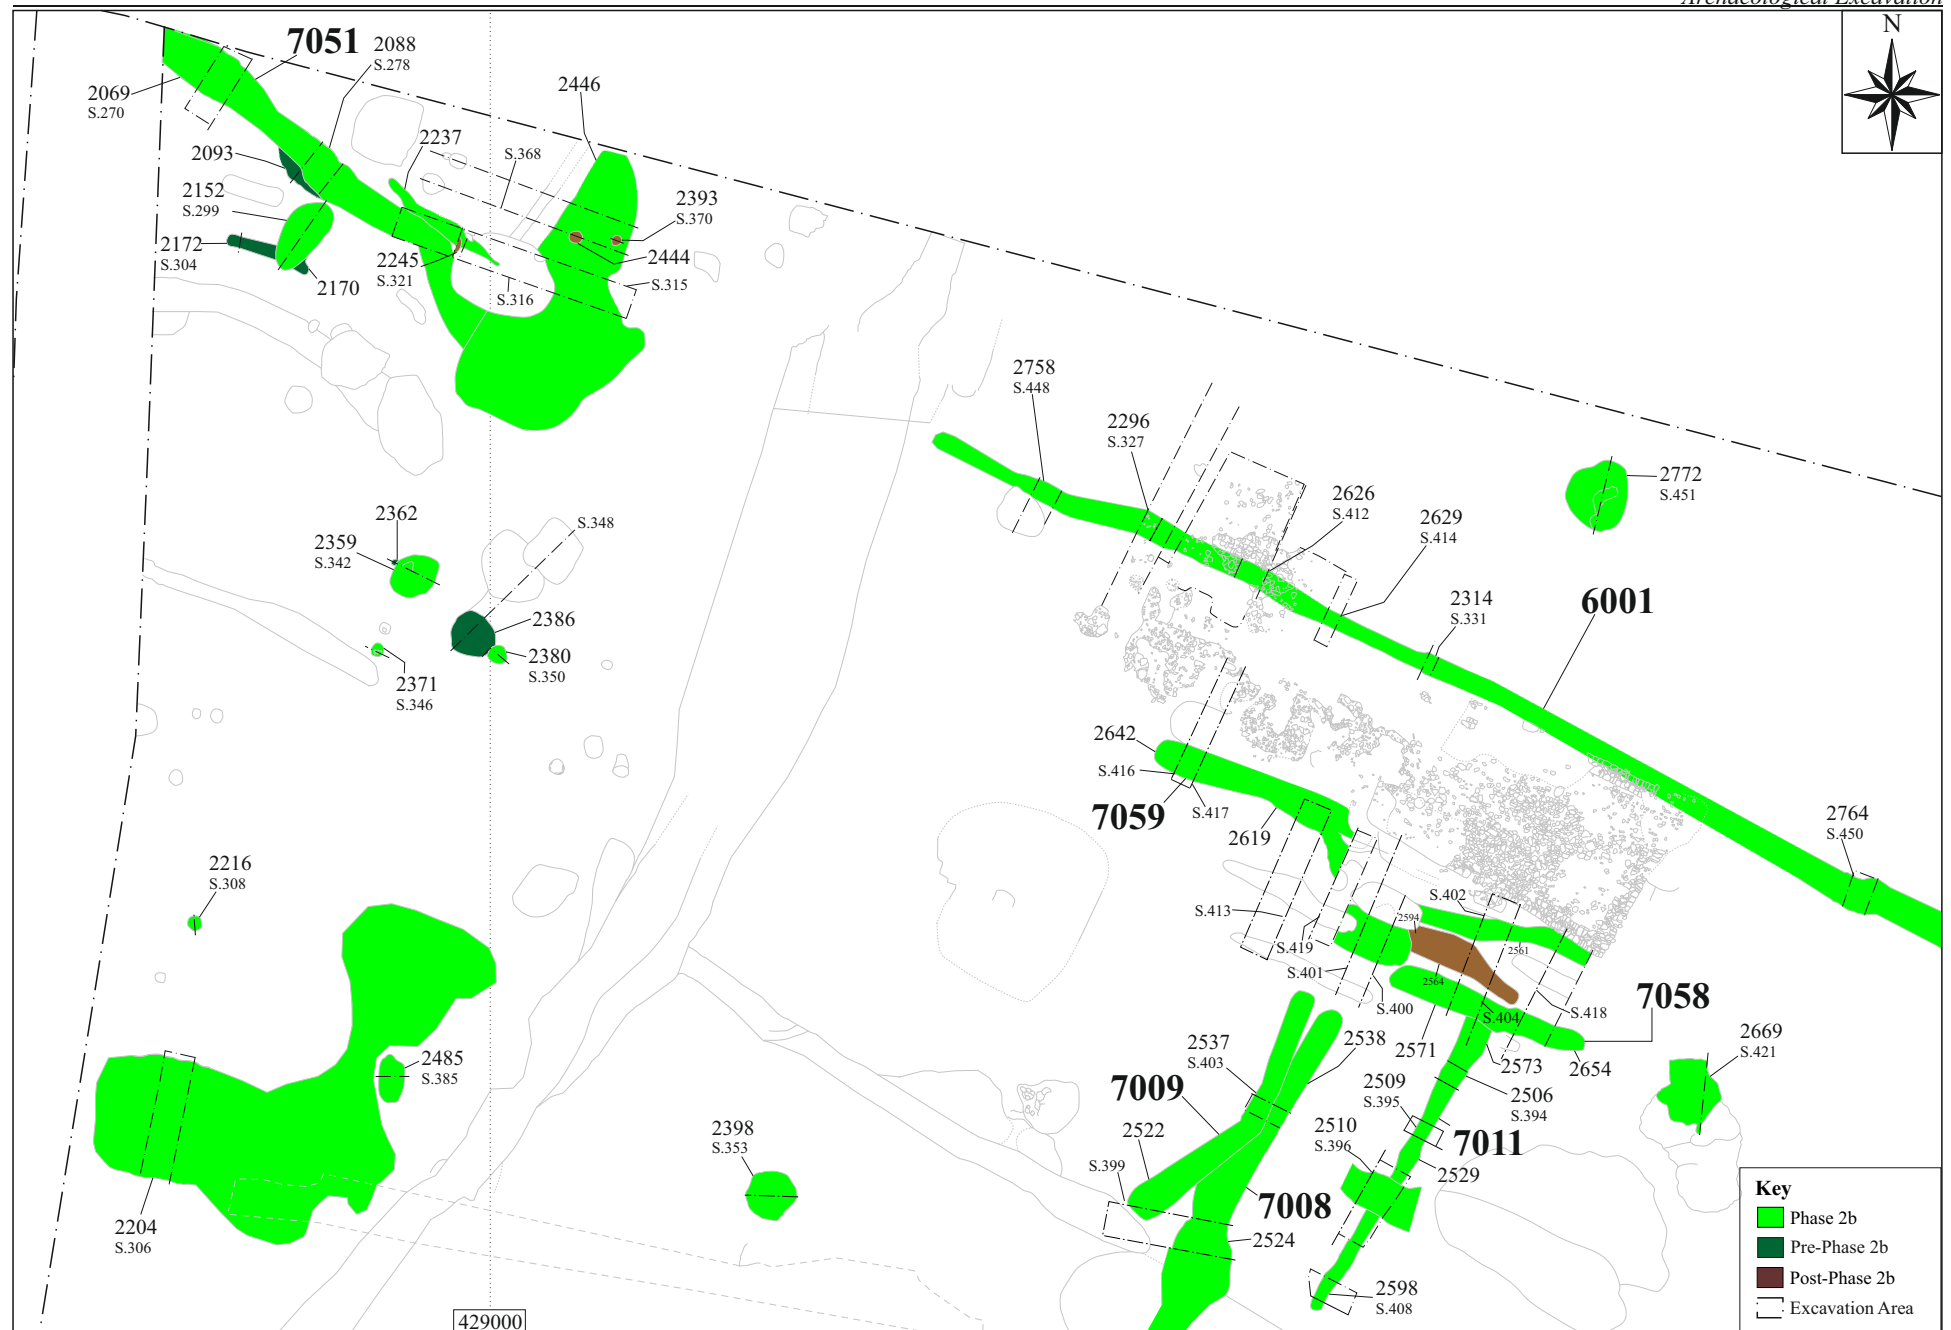 Archaeological Excavation
N
7051
2088
S.278
2069
S.270
2446
2237
S.368
2093
2152
S.299
2393
S.370
2172
S.304
2245
S.321
2444
S.315
2170
S.316
2758
S.448
2296
S.327
2772
S.451
2626
S.412
2629
S.414
2362
S.348
2359
S.342
2314
S.331
6001
2386
2380
S.350
2371
S.346
2642
S.416
S.417
7059
2619
2764
S.450
2216
S.308
S.402
S.413
2594
S.419
2561
S.401
2564
S.400
S.404
S.418
7058
2537
S.403
2538
2571
2573
2654
2669
S.421
2485
S.385
7009
2509
S.395
2506
S.394
2522
2510
S.396
7011
2398
S.353
S.399
2529
7008
2204
S.306
2524
2598
S.408
429000
Key
Phase 2b
Pre-Phase 2b
Post-Phase 2b
Excavation Area